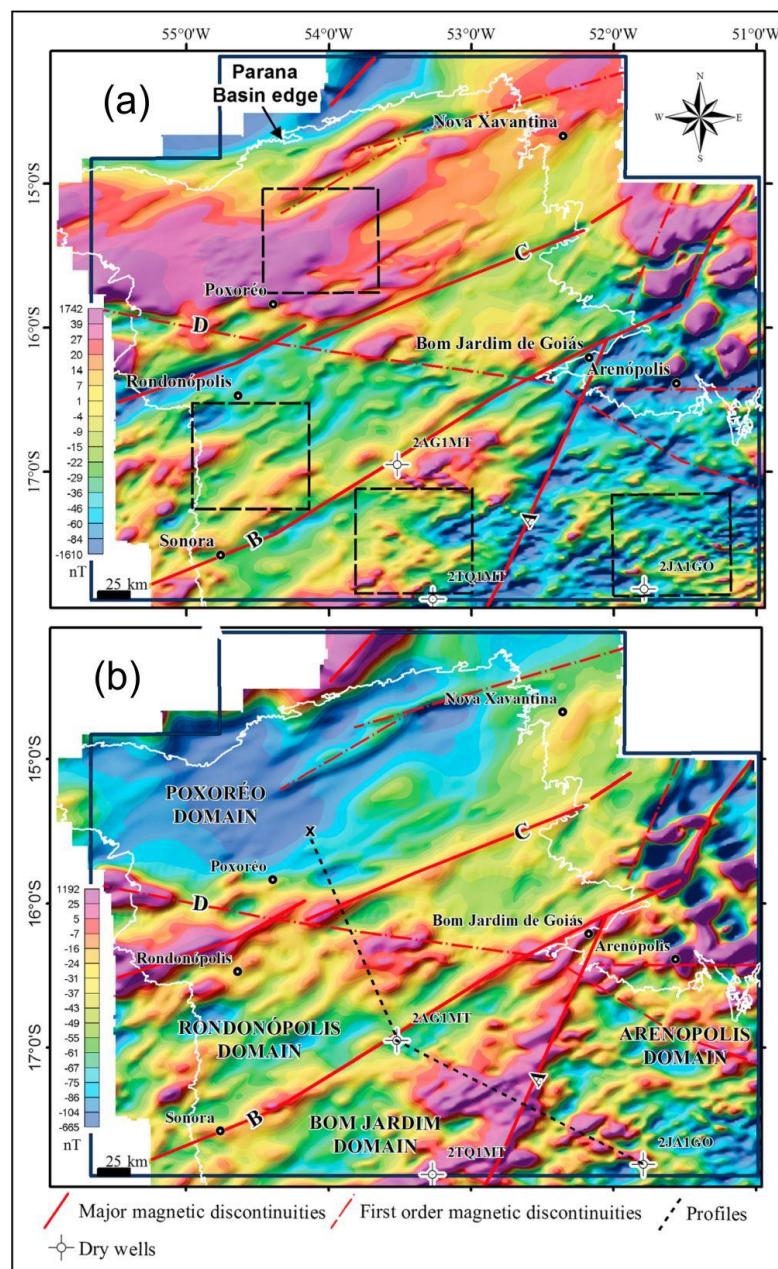 55°0'W 54°0'W 53°0'W 52°0'W 51°0'W
(a)
Parana
Basin edge
Nova Xavantina
N
W E
S
15°0'S
C
Poxoréo
16°0'S
D
Bom Jardim de Goiás
Arenópolis
Rondonópolis
1742
39
27
20
14
7
1
-4
-9
-15
-22
-29
-36
-46
-60
-84
-1610
nT
17°0'S
2AG1MT
Sonora
B
A
2TQ1MT
2JA1GO
25 km
(b)
Nova Xavantina
15°0'S
POXORÉO
DOMAIN
X
C
Poxoréo
16°0'S
D
Bom Jardim de Goiás
Arenópolis
Rondonópolis
1192
25
5
-7
-16
-24
-31
-37
-43
-49
-55
-61
-67
-75
-86
-104
-665
nT
17°0'S
2AG1MT
RONDONÓPOLIS
DOMAIN
ARENOPOLIS
DOMAIN
A
Sonora
B
BOM JARDIM
DOMAIN
2TQ1MT
2JA1GO
25 km
Major magnetic discontinuities
First order magnetic discontinuities
Profiles
Dry wells